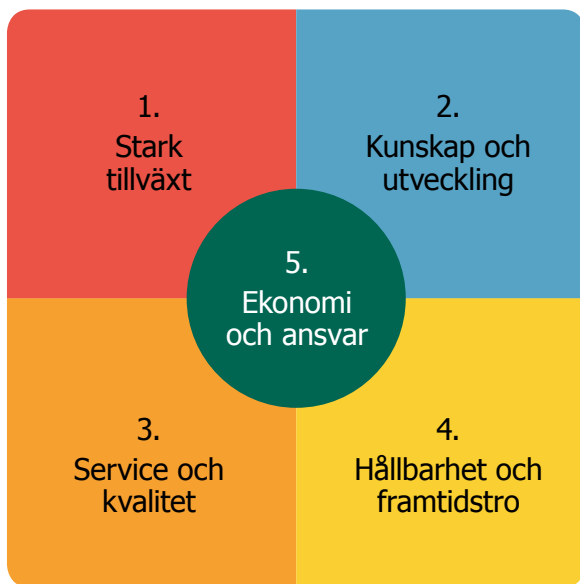 1.
Stark
tillväxt
2.
Kunskap och
utveckling
5.
Ekonomi
och ansvar
3.
Service och
kvalitet
4.
Hållbarhet och
framtidstro